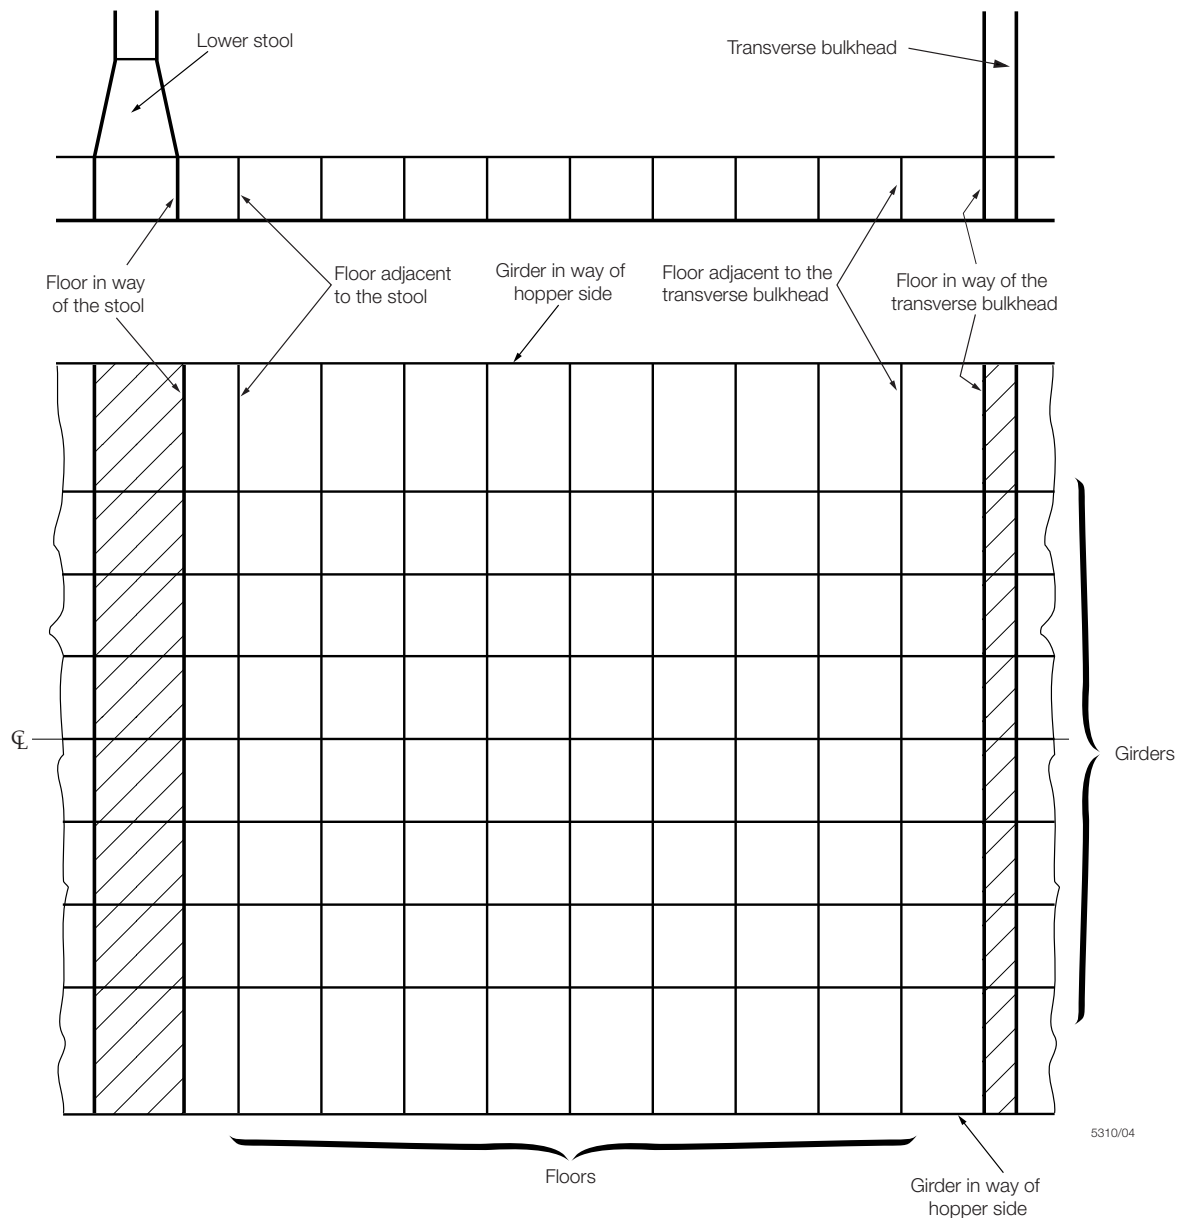 Lower stool
Transverse bulkhead
Floor in way
of the stool
Floor adjacent
to the stool
Girder in way of
hopper side
Floor adjacent to the
transverse bulkhead
Floor in way of the
transverse bulkhead
℄
Girders
5310/04
Floors
Girder in way of
hopper side